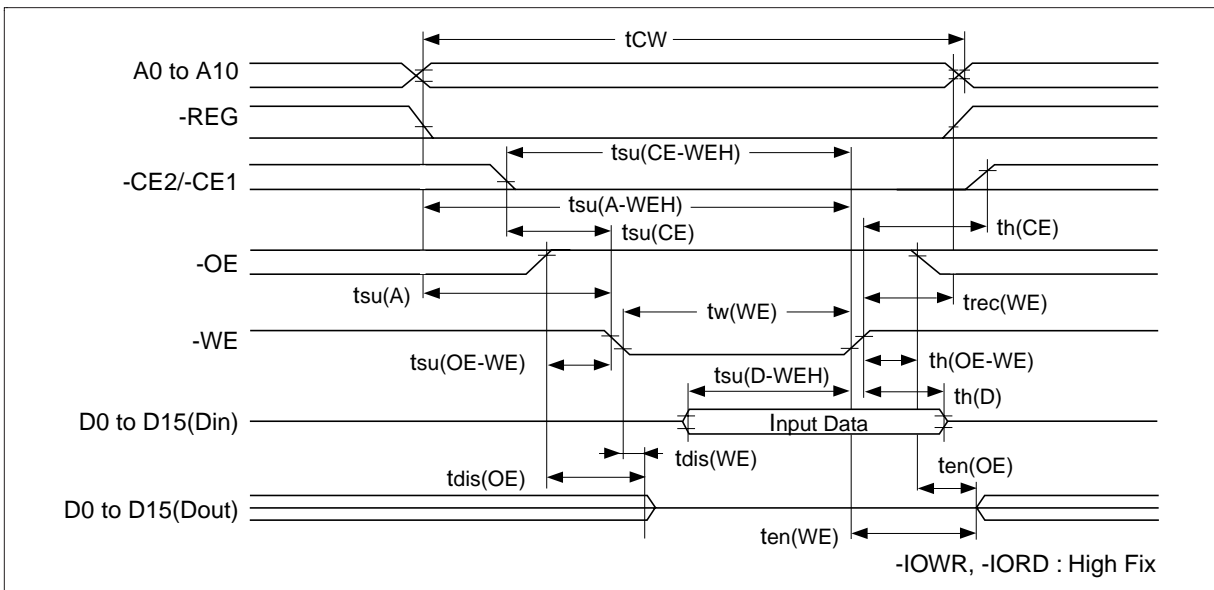 tCW
A0 to A10
-REG
tsu(CE-WEH)
-CE2/-CE1
tsu(A-WEH)
tsu(CE)
th(CE)
-OE
tsu(A)
trec(WE)
tw(WE)
-WE
tsu(OE-WE)
th(OE-WE)
tsu(D-WEH)
th(D)
D0 to D15(Din)
Input Data
tdis(WE)
tdis(OE)
ten(OE)
D0 to D15(Dout)
ten(WE)
-IOWR, -IORD : High Fix